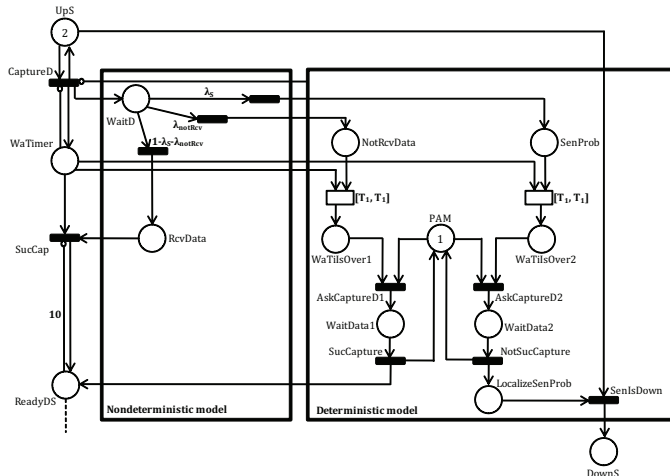 UpS
2
CaptureD
λS
WaitD
λnotRcv
1-λS-λnotRcv
NotRcvData
SenProb
WaTimer
[T1, T1]
[T1, T1]
PAM
1
RcvData
SucCap
WaTiIsOver1
WaTiIsOver2
AskCaptureD1
AskCaptureD2
10
WaitData1
WaitData2
SucCapture
NotSucCapture
ReadyDS
LocalizeSenProb
SenIsDown
Nondeterministic model
Deterministic model
DownS